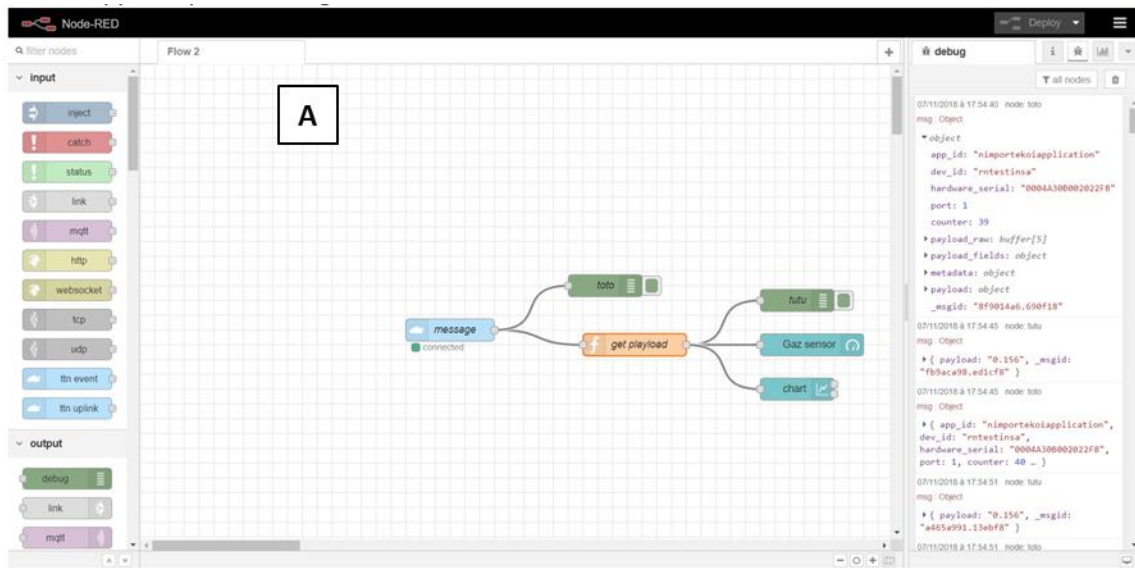 Node-RED
Deploy
filter nodes
Flow 2
debug
i
input
all nodes
inject
catch
status
link
mqtt
http
websocket
tcp
udp
ttn event
ttn uplink
output
debug
link
mqtt
A
message
connected
toto
get playload
tutu
Gaz sensor
chart
07/11/2018 à 17:54:40 node: toto
msg : Object
object
app_id: "nimportekoiapplication"
dev_id: "rntestinsa"
hardware_serial: "0004A30B002022FB"
port: 1
counter: 39
payload_raw: buffer[5]
payload_fields: object
metadata: object
payload: object
_msgid: "8f9014a6.690f18"
07/11/2018 à 17:54:45 node: tutu
msg : Object
{ payload: "0.156", _msgid:
"fb9aca98.ed1cf8" }
07/11/2018 à 17:54:45 node: toto
msg : Object
{ app_id: "nimportekoiapplication",
dev_id: "rntestinsa",
hardware_serial: "0004A30B002022FB",
port: 1, counter: 40 … }
07/11/2018 à 17:54:51 node: tutu
msg : Object
{ payload: "0.156", _msgid:
"a465a991.13ebf8" }
07/11/2018 à 17:54:51 node: toto